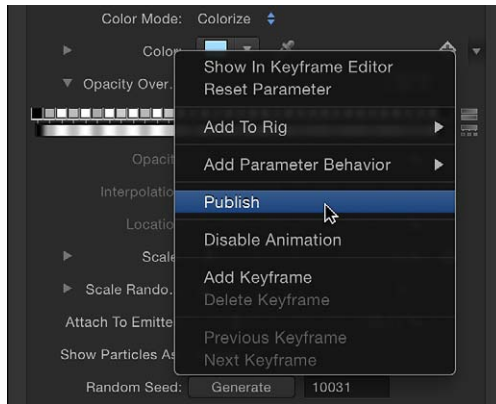 Color Mode: Colorize
Color
Show In Keyframe Editor
Opacity Over.
Reset Parameter
Add To Rig
Opacit
Add Parameter Behavior
Interpolatio
Publish
Locatio
Disable Animation
Scale
Add Keyframe
Scale Rando.
Delete Keyframe
Attach To Emitte
Previous Keyframe
Show Particles As
Next Keyframe
Random Seed: Generate 10031